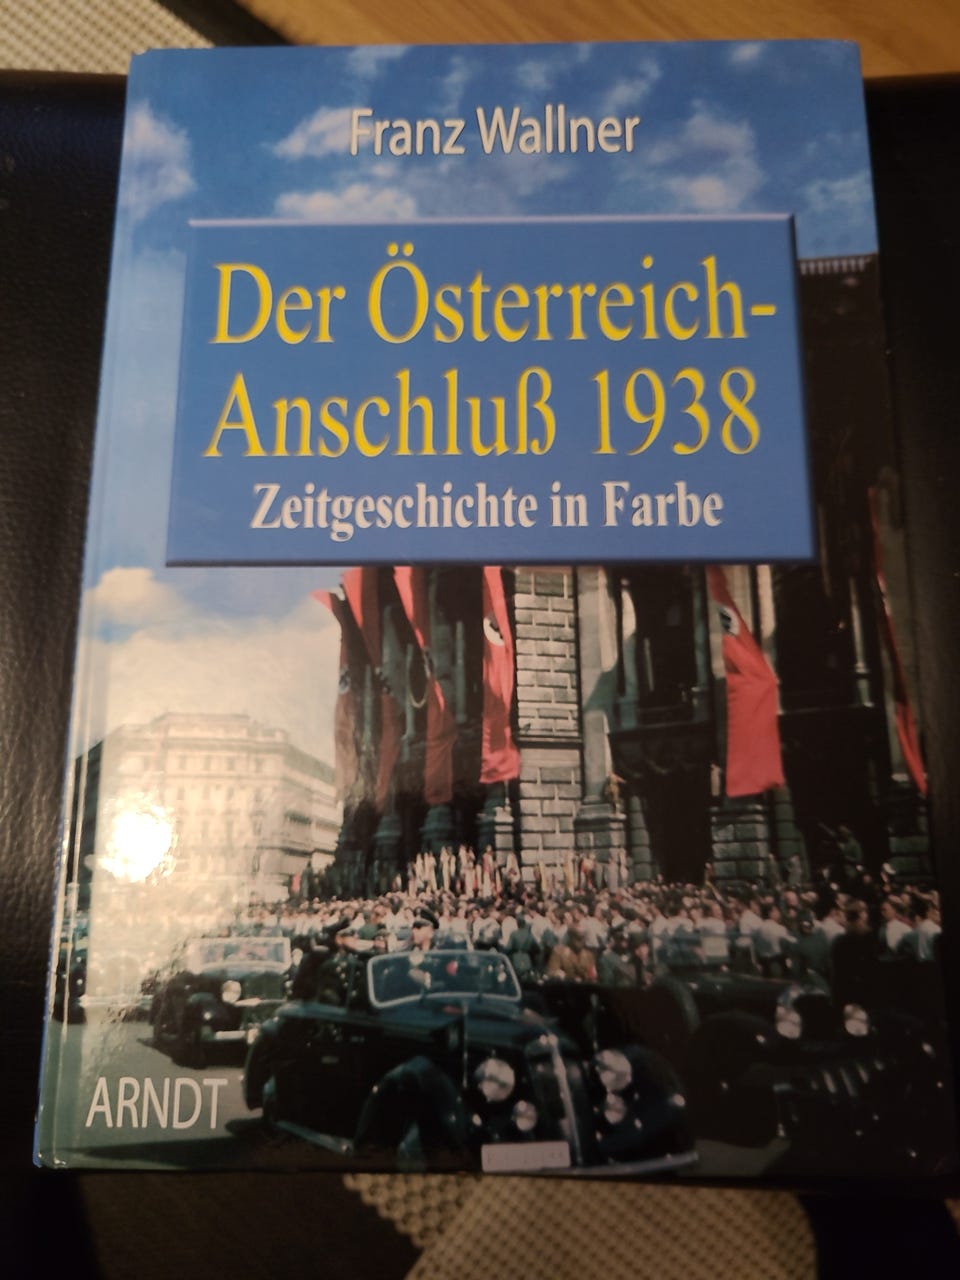 Franz Wallner
Der Österreich-
Anschluß 1938
Zeitgeschichte in Farbe
ARNDT